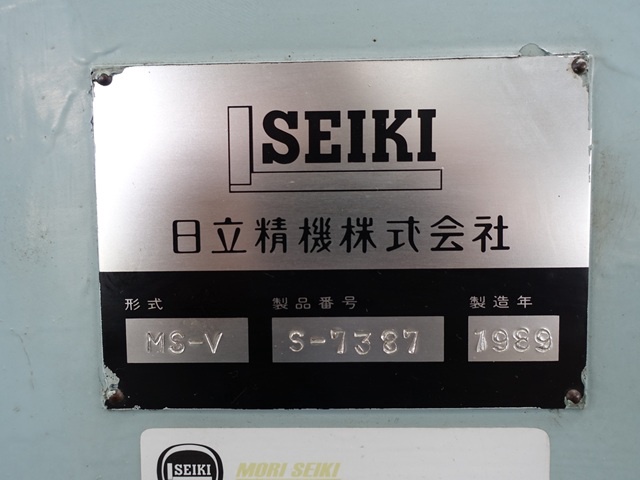 SEIKI
日立精機株式会社
形式 製品番号 製造年
MS-V S-7387 1989
SEIKI MORI SEIKI